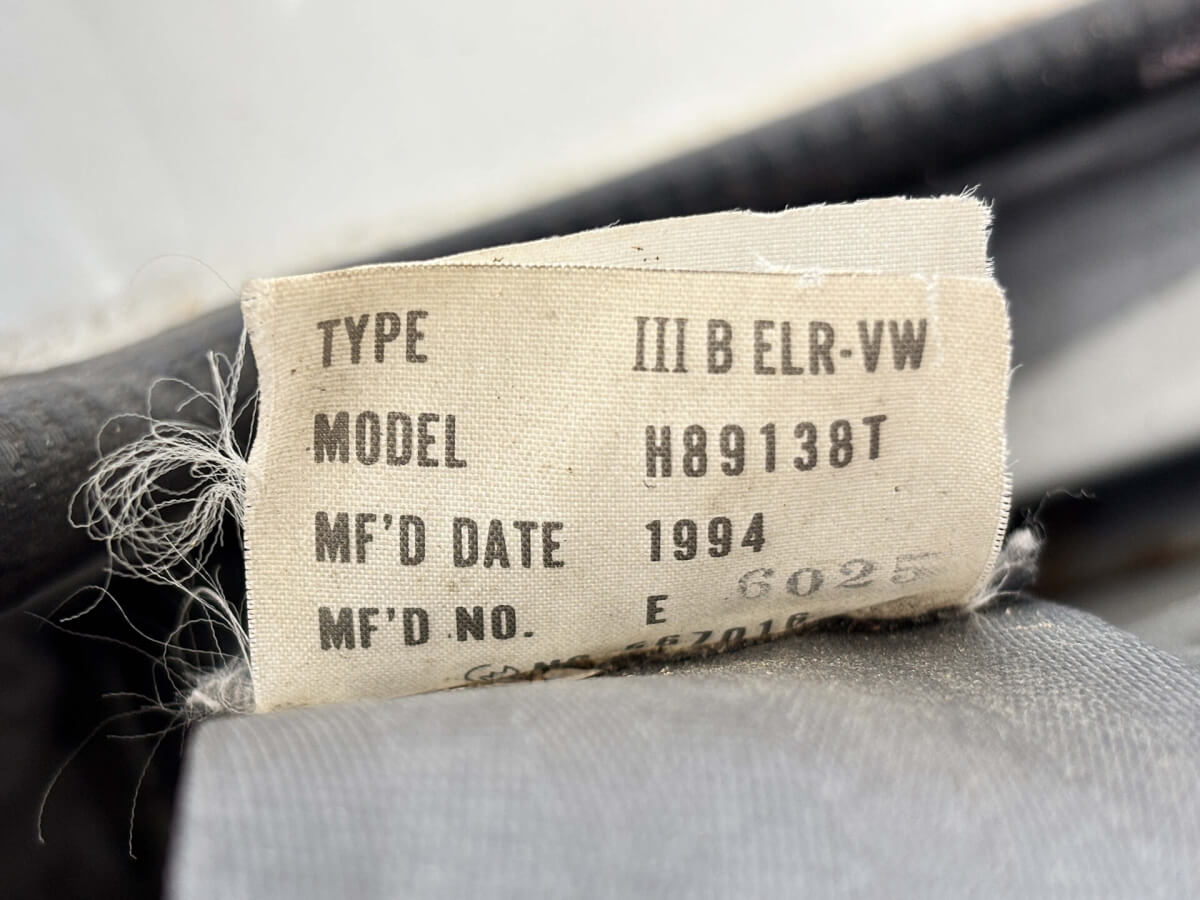 TYPE III B ELR-VW
MODEL H89138T
MF'D DATE 1994
6025
MF'D NO. E